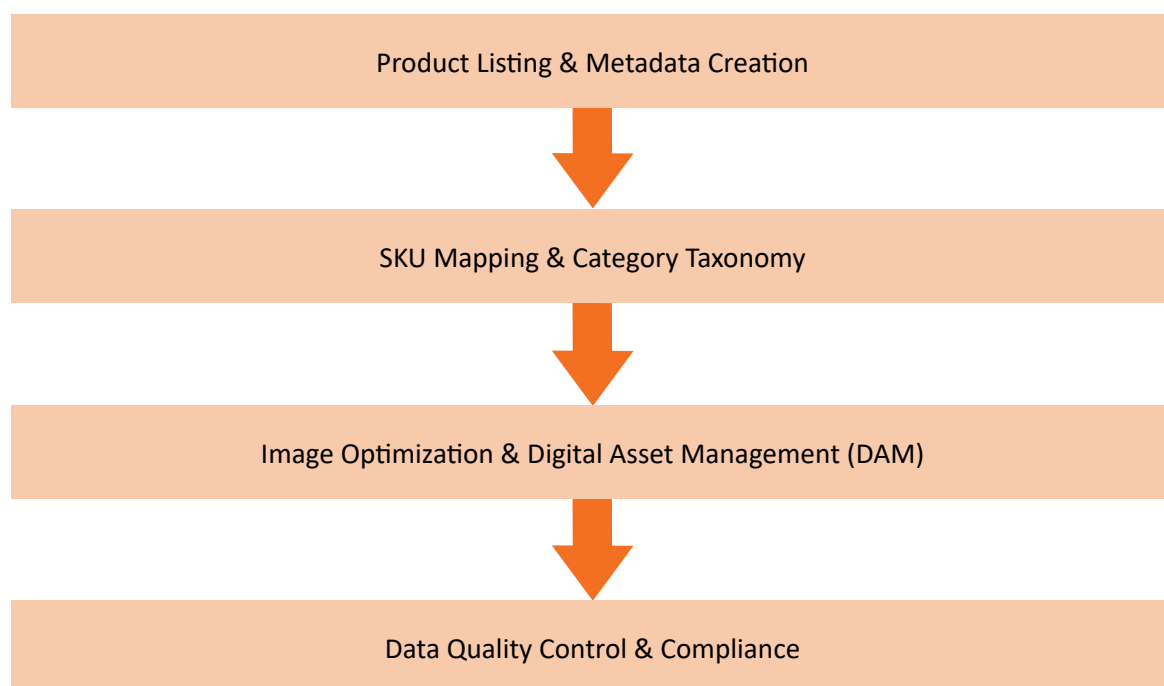 Product Listing & Metadata Creation
SKU Mapping & Category Taxonomy
Image Optimization & Digital Asset Management (DAM)
Data Quality Control & Compliance